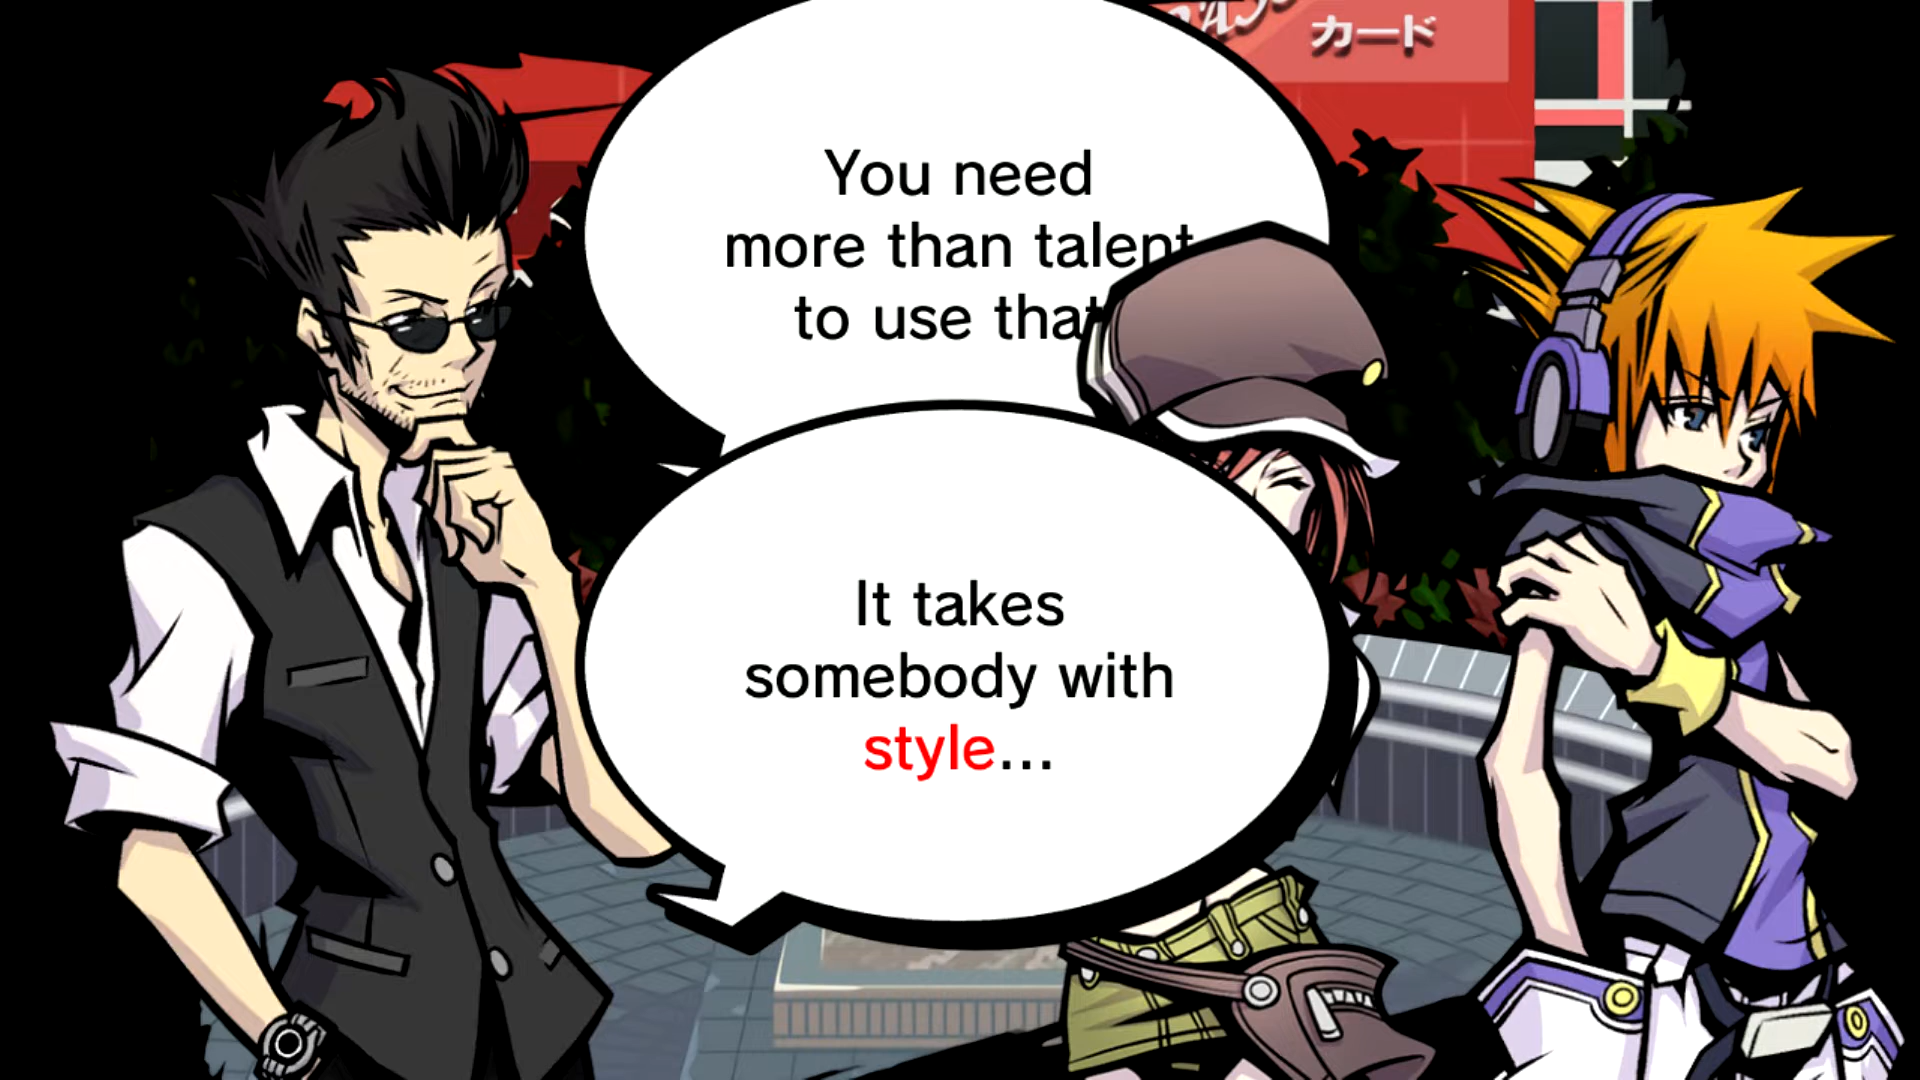 カード
You need
more than talent
to use that
It takes
somebody with
style...